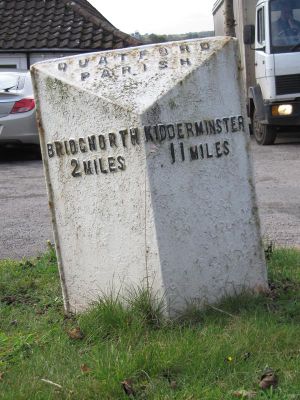 QUATFORD
PARISH
BRIDGNORTH
2 MILES
KIDDERMINSTER
11 MILES